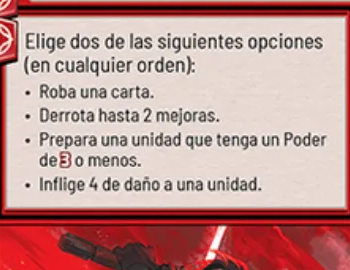 Elige dos de las siguientes opciones
(en cualquier orden):
• Roba una carta.
• Derrota hasta 2 mejoras.
• Prepara una unidad que tenga un Poder
de 3 o menos.
• Inflige 4 de daño a una unidad.